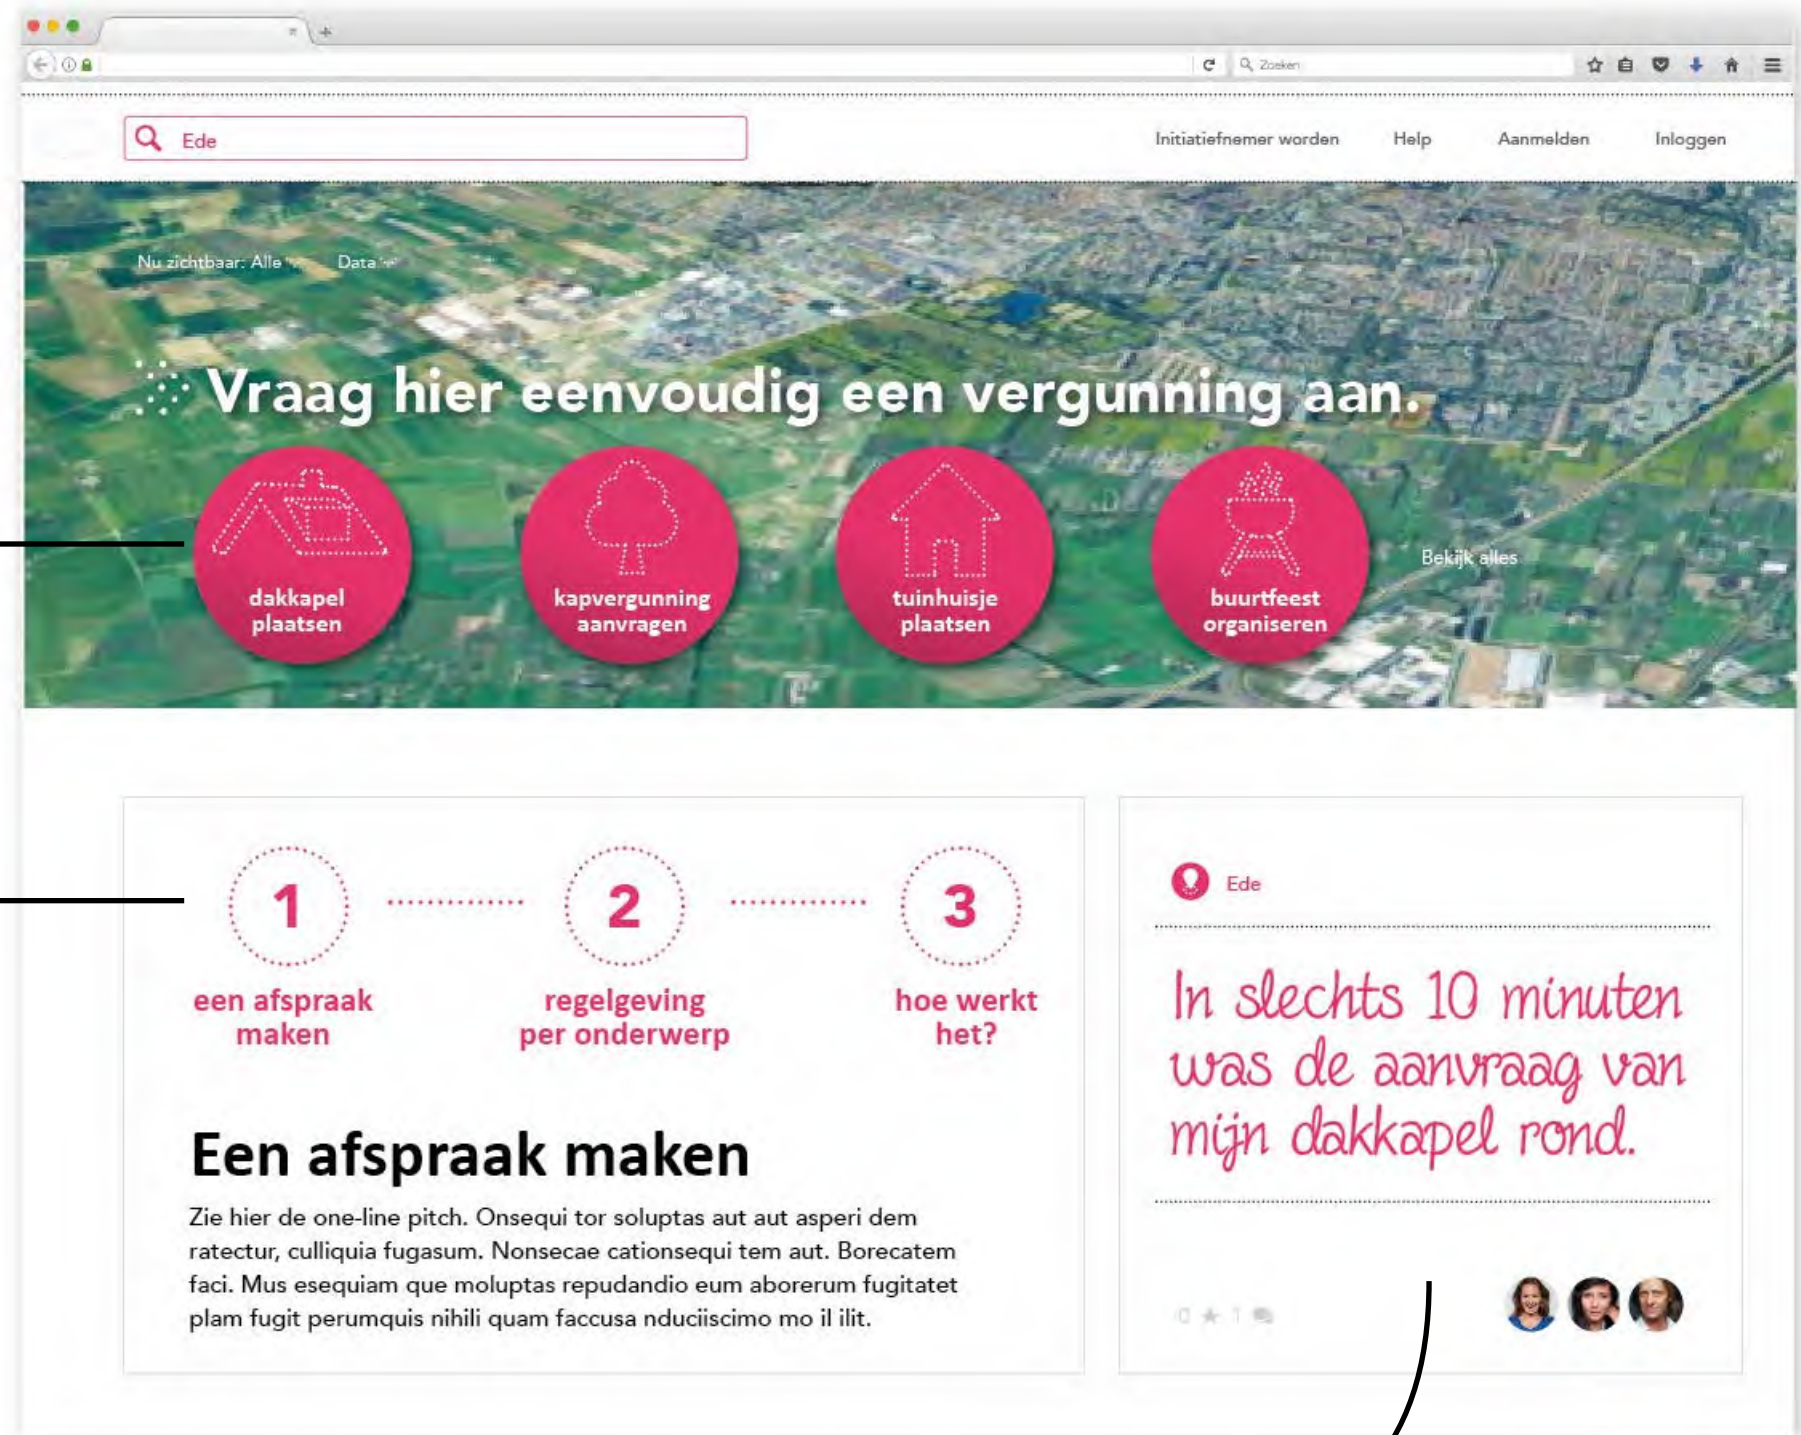 Zoeken
Ede
Initiatiefnemer worden Help Aanmelden Inloggen
Nu zichtbaar: Alle Data
Vraag hier eenvoudig een vergunning aan.
dakkapel
plaatsen
kapvergunning
aanvragen
tuinhuisje
plaatsen
buurtfeest
organiseren
Bekijk alles
1
een afspraak
maken
2
regelgeving
per onderwerp
3
hoe werkt
het?
Een afspraak maken
Zie hier de one-line pitch. Onsequi tor soluptas aut aut asperi dem
ratectur, culliquia fugasum. Nonsecae cationsequi tem aut. Borecatem
faci. Mus esequiam que moluptas repudandio eum aborerum fugitatet
plam fugit perumquis nihili quam faccusa nduciiscimo mo il ilit.
Ede
In slechts 10 minuten
was de aanvraag van
mijn dakkapel rond.
0 1